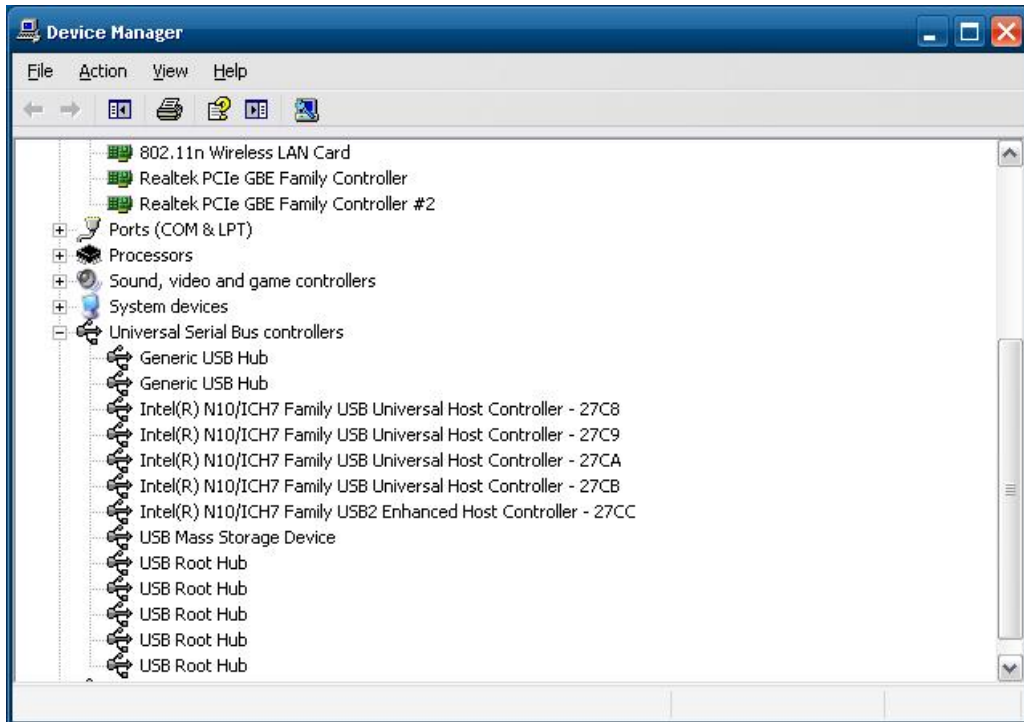 Device Manager
File Action View Help
802.11n Wireless LAN Card
Realtek PCIe GBE Family Controller
Realtek PCIe GBE Family Controller #2
Ports (COM & LPT)
Processors
Sound, video and game controllers
System devices
Universal Serial Bus controllers
Generic USB Hub
Generic USB Hub
Intel(R) N10/ICH7 Family USB Universal Host Controller - 27C8
Intel(R) N10/ICH7 Family USB Universal Host Controller - 27C9
Intel(R) N10/ICH7 Family USB Universal Host Controller - 27CA
Intel(R) N10/ICH7 Family USB Universal Host Controller - 27CB
Intel(R) N10/ICH7 Family USB2 Enhanced Host Controller - 27CC
USB Mass Storage Device
USB Root Hub
USB Root Hub
USB Root Hub
USB Root Hub
USB Root Hub